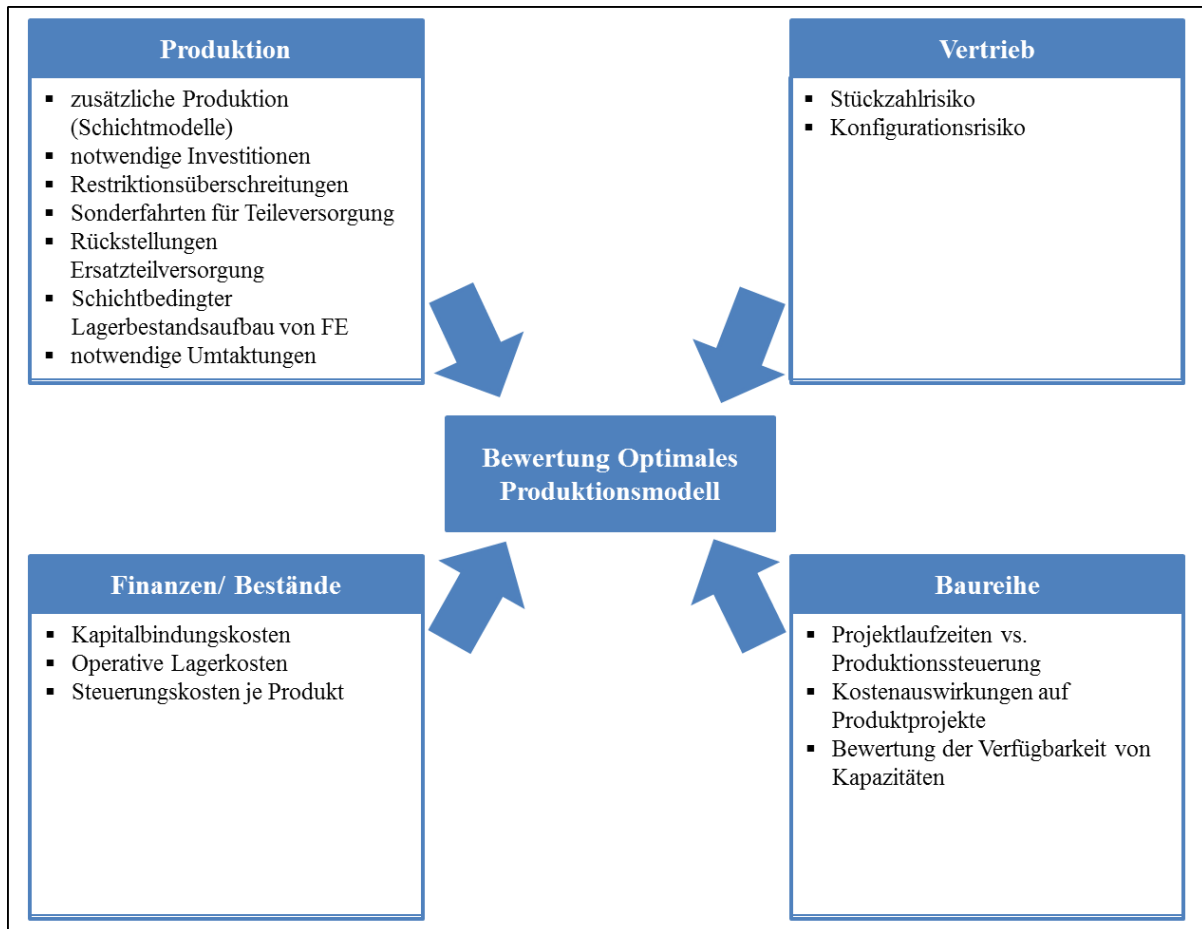 Produktion
▪ zusätzliche Produktion
(Schichtmodelle)
▪ notwendige Investitionen
▪ Restriktionsüberschreitungen
▪ Sonderfahrten für Teileversorgung
▪ Rückstellungen
Ersatzteilversorgung
▪ Schichtbedingter
Lagerbestandsaufbau von FE
▪ notwendige Umtaktungen
Vertrieb
▪ Stückzahlrisiko
▪ Konfigurationsrisiko
Bewertung Optimales
Produktionsmodell
Finanzen/ Bestände
▪ Kapitalbindungskosten
▪ Operative Lagerkosten
▪ Steuerungskosten je Produkt
Baureihe
▪ Projektlaufzeiten vs.
Produktionssteuerung
▪ Kostenauswirkungen auf
Produktprojekte
▪ Bewertung der Verfügbarkeit von
Kapazitäten